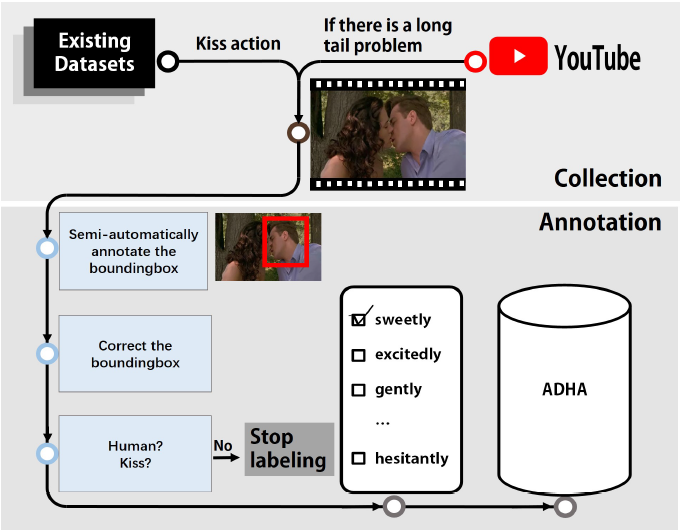 Existing
Datasets
Kiss action
If there is a long
tail problem
YouTube
Collection
Annotation
Semi-automatically
annotate the
boundingbox
Correct the
boundingbox
Human?
Kiss?
No
Stop
labeling
sweetly
excitedly
gently
...
hesitantly
ADHA